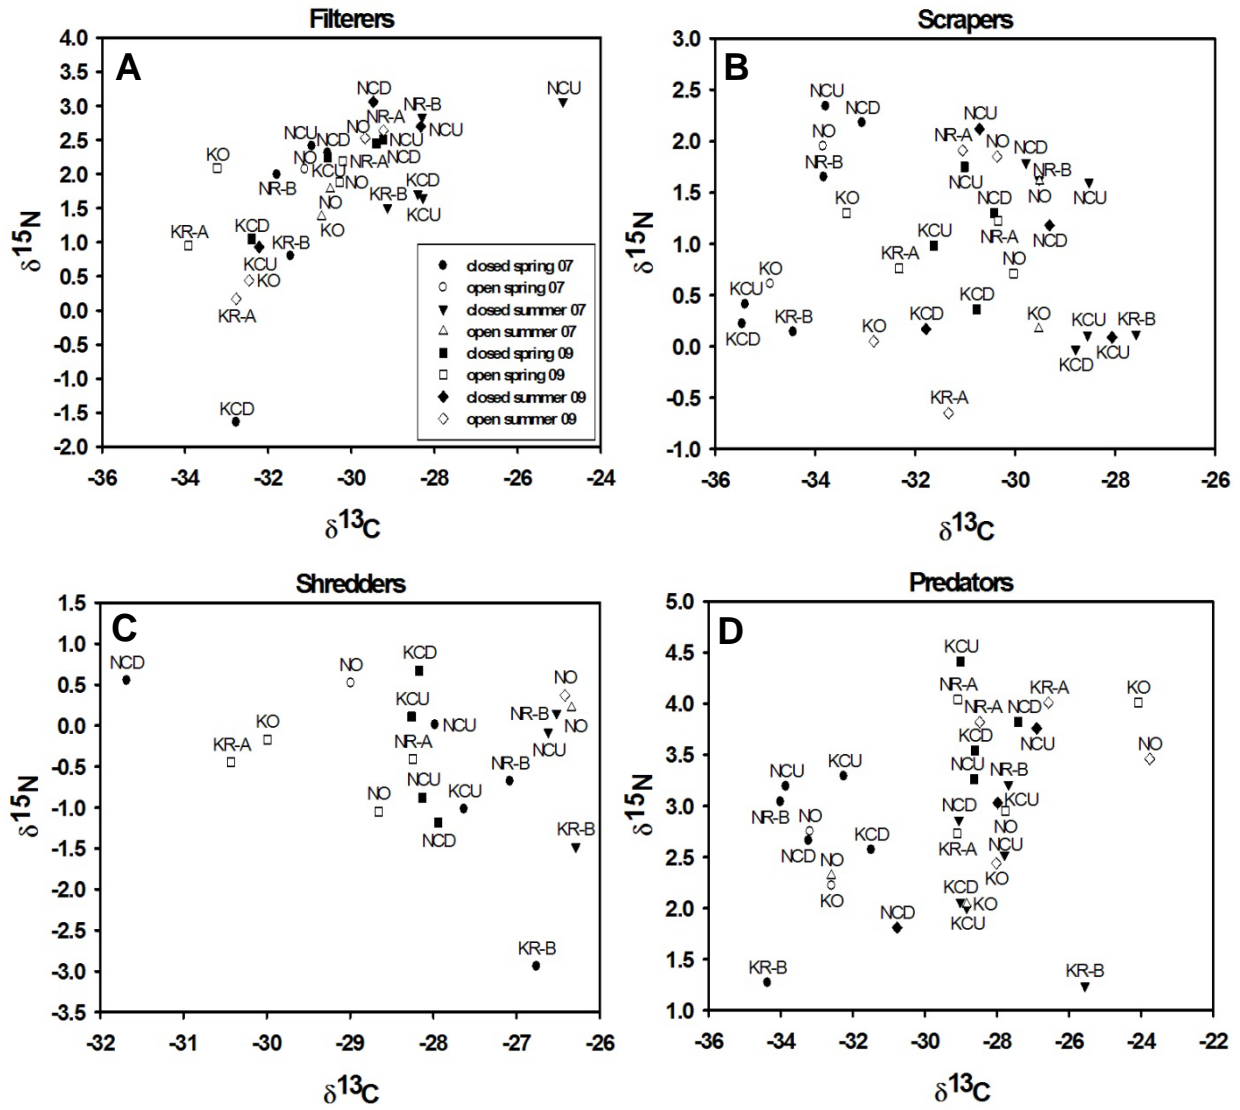 Filterers
A
4.0
3.5
3.0
2.5
2.0
1.5
1.0
0.5
0.0
-0.5
-1.0
-1.5
-2.0
δ15N
NCD
NCU
NR-B
NR-A
NCU
NO
NCU
NCD
NCU
NO
NR-A
NCD
KO
KCU
NO
NR-B
KR-B
KCD
NO
KCU
KO
KR-A
KCD
KR-B
KCU
KO
KR-A
KCD
closed spring 07
open spring 07
closed summer 07
open summer 07
closed spring 09
open spring 09
closed summer 09
open summer 09
-36 -34 -32 -30 -28 -26 -24
δ13C
Scrapers
B
3.0
2.5
2.0
1.5
1.0
0.5
0.0
-0.5
-1.0
δ15N
NCU
NCD
NCU
NO
NR-A
NO
NCD
NR-B
NR-B
NCU
NO
NCU
KO
NCD
KCU
NR-A
NCD
KR-A
NO
KO
KCU
KCD
KR-B
KCD
KCD
KO
KO
KCU
KR-B
KCU
KCD
KR-A
-36 -34 -32 -30 -28 -26
δ13C
Shredders
C
1.5
1.0
0.5
0.0
-0.5
-1.0
-1.5
-2.0
-2.5
-3.0
-3.5
δ15N
NCD
NO
KCD
NO
KCU
NR-B
NO
KO
NCU
KR-A
NR-A
NCU
NCU
NR-B
NO
KCU
NCD
KR-B
KR-B
-32 -31 -30 -29 -28 -27 -26
δ13C
Predators
D
5.0
4.5
4.0
3.5
3.0
2.5
2.0
1.5
1.0
δ15N
KCU
NR-A
KR-A
KO
NR-A
NCD
KCD
NCU
NO
KCU
NCU
NCU
NR-B
NR-B
NO
NCD
KCU
KCD
NO
NCD
KR-A
NCU
NO
KO
KO
KCD
KO
NCD
KCU
KR-B
KR-B
-36 -34 -32 -30 -28 -26 -24 -22
δ13C